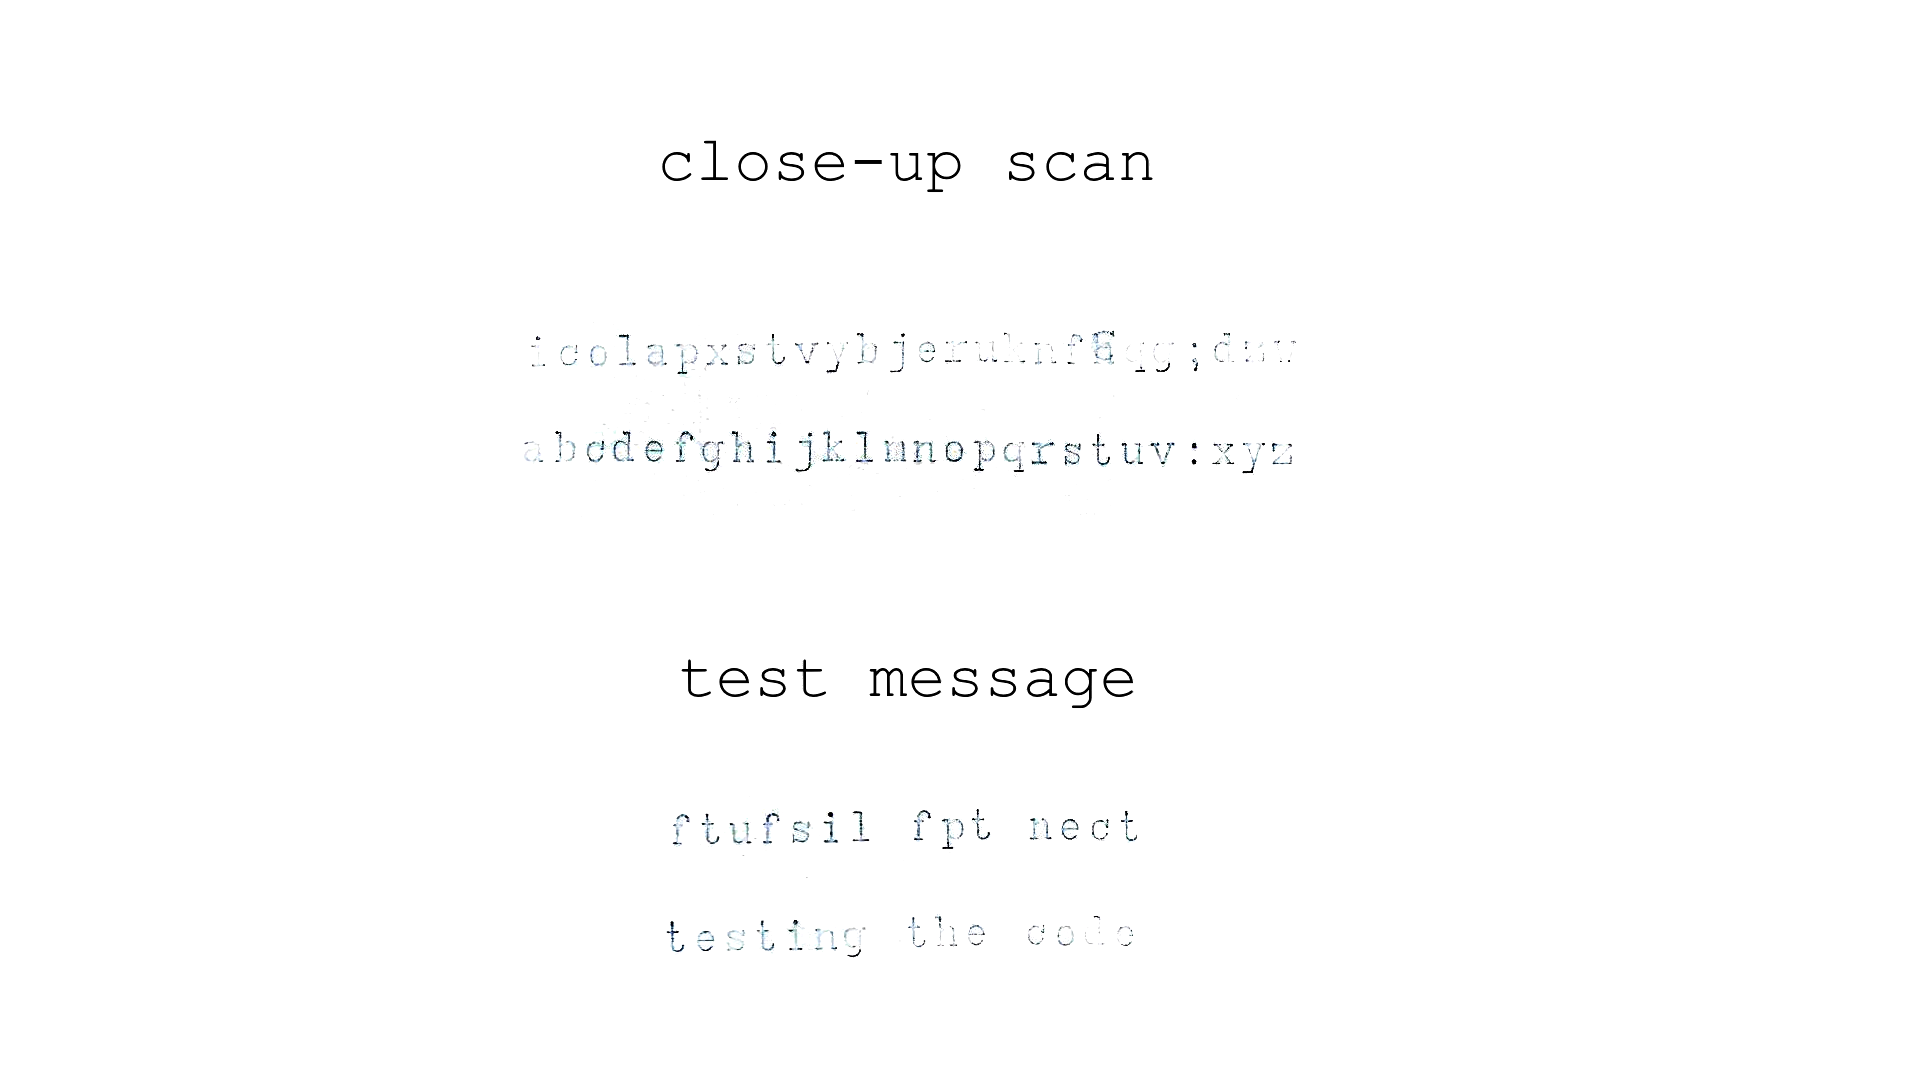 close-up scan
abcdefghijklmnopqrstuv:xyz
test message
ftufsil fpt nect
testing the code